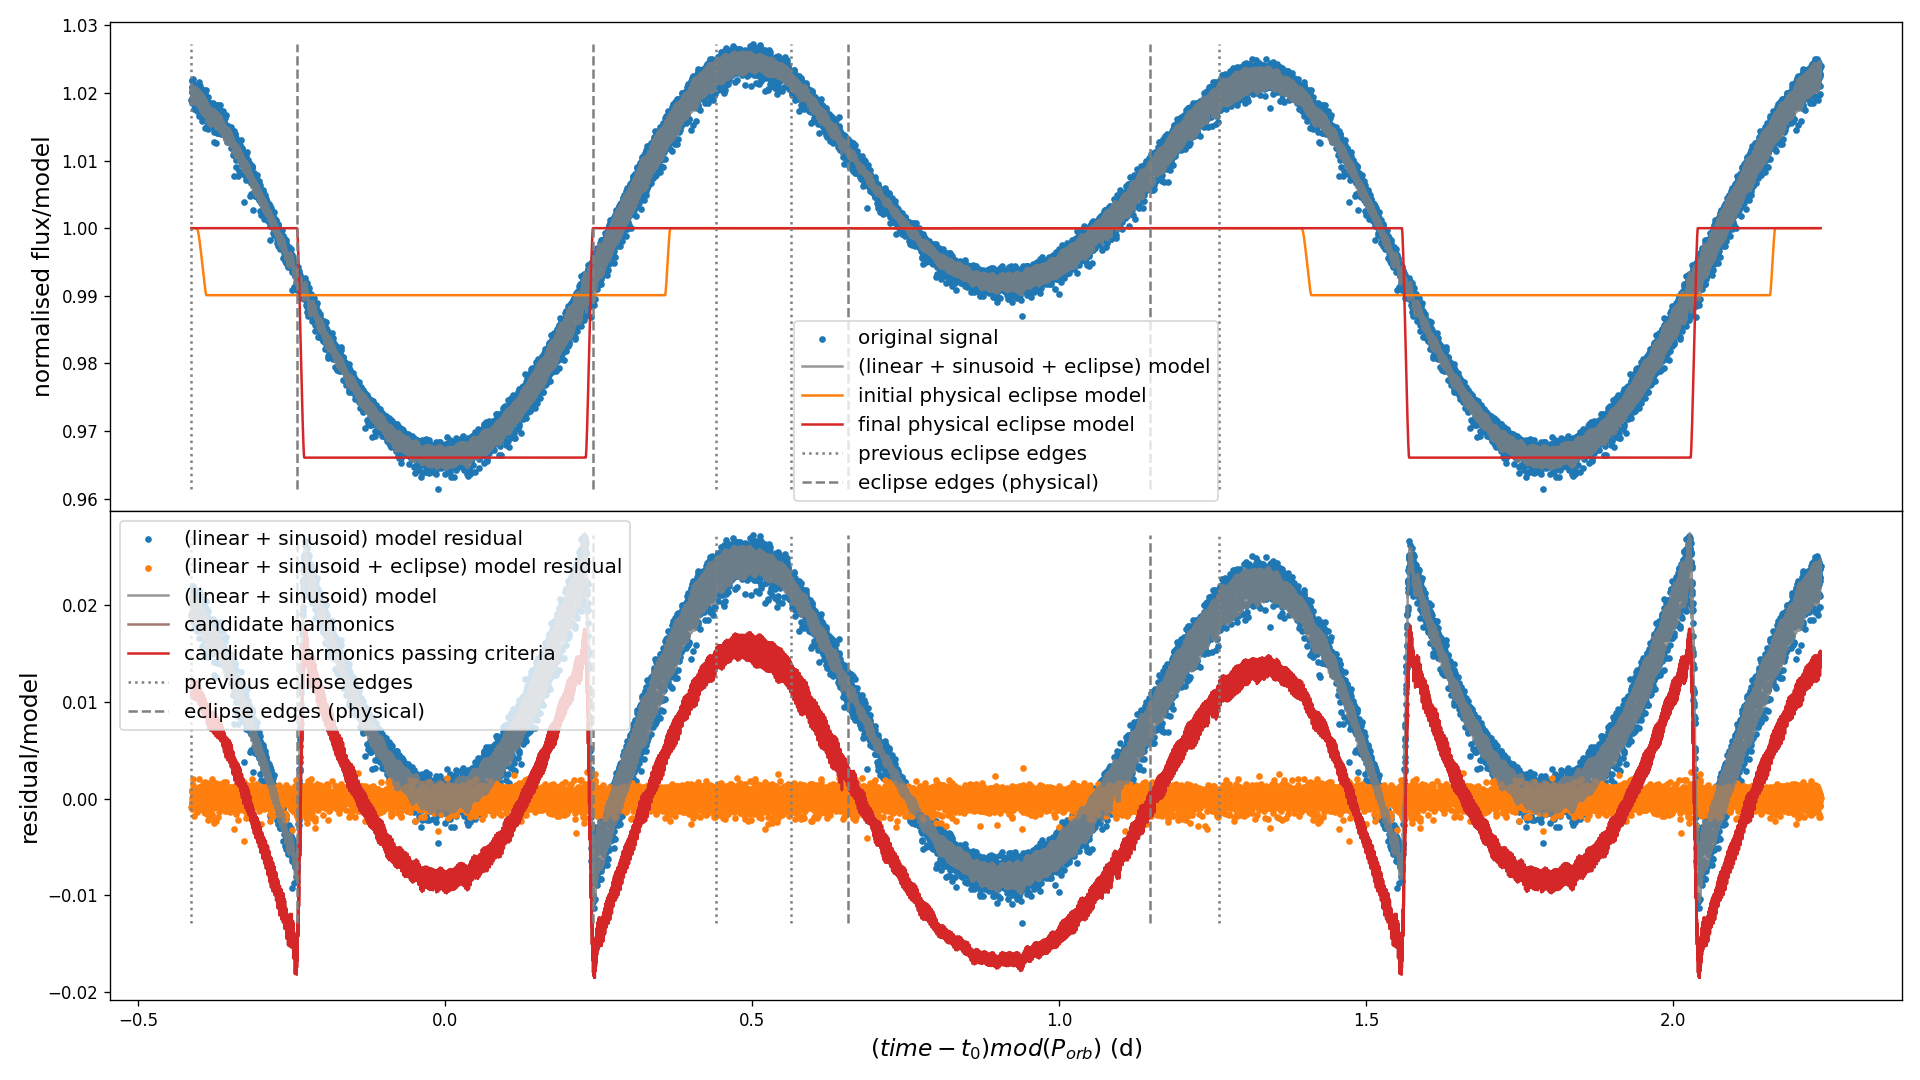 1.03
1.02
1.01
1.00
0.99
0.98
0.97
0.96
normalised flux/model
original signal
(linear + sinusoid + eclipse) model
initial physical eclipse model
final physical eclipse model
previous eclipse edges
eclipse edges (physical)
(linear + sinusoid) model residual
(linear + sinusoid + eclipse) model residual
(linear + sinusoid) model
candidate harmonics
candidate harmonics passing criteria
previous eclipse edges
eclipse edges (physical)
0.02
0.01
0.00
−0.01
−0.02
residual/model
−0.5
0.0
0.5
1.0
1.5
2.0
(time − t₀)mod(P_orb) (d)